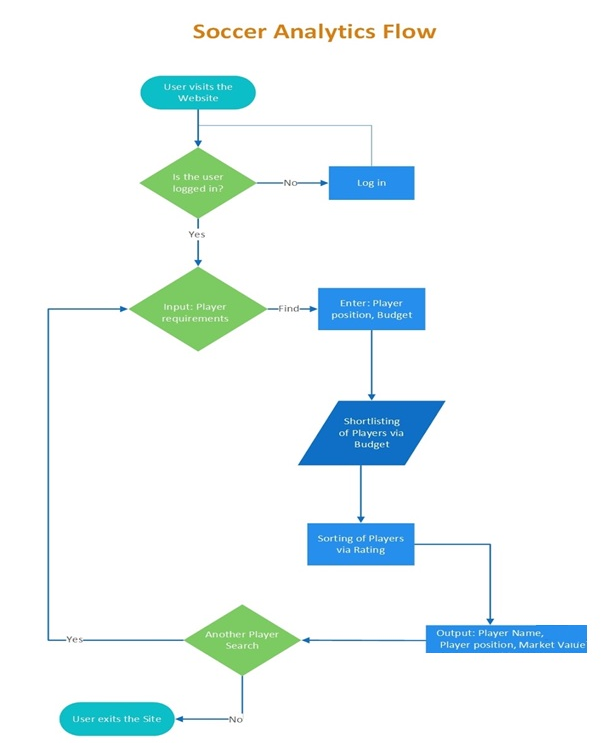 Soccer Analytics Flow
User visits the
Website
Is the user
logged in?
No
Log in
Yes
Input: Player
requirements
Find
Enter: Player
position, Budget
Shortlisting
of Players via
Budget
Sorting of Players
via Rating
Another Player
Search
Yes
Output: Player Name,
Player position, Market Value
User exits the Site
No